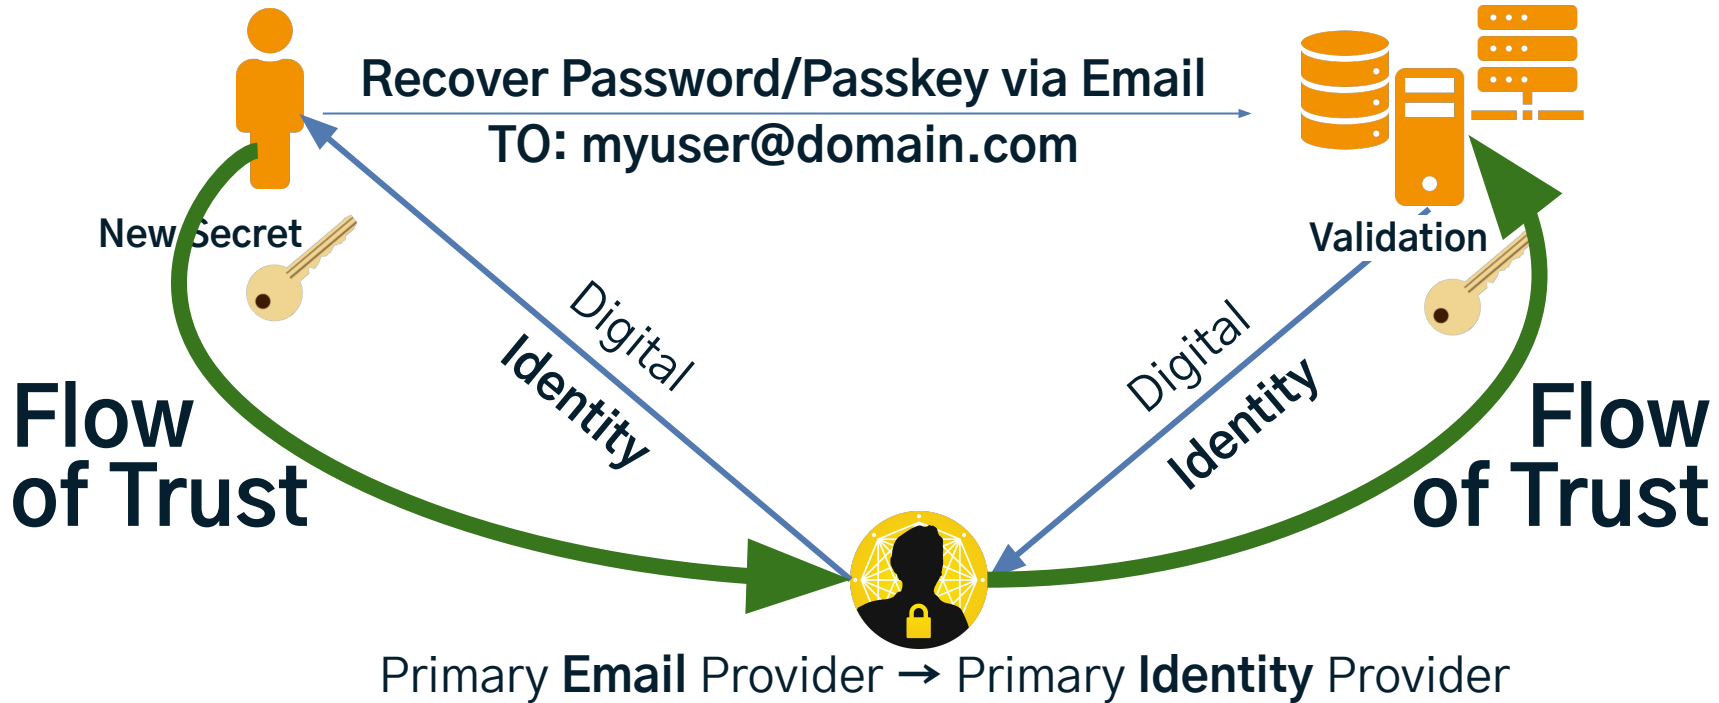 Recover Password/Passkey via Email
TO: myuser@domain.com
New Secret
Validation
Digital
Identity
Digital
Identity
Flow
of Trust
Flow
of Trust
Primary Email Provider → Primary Identity Provider